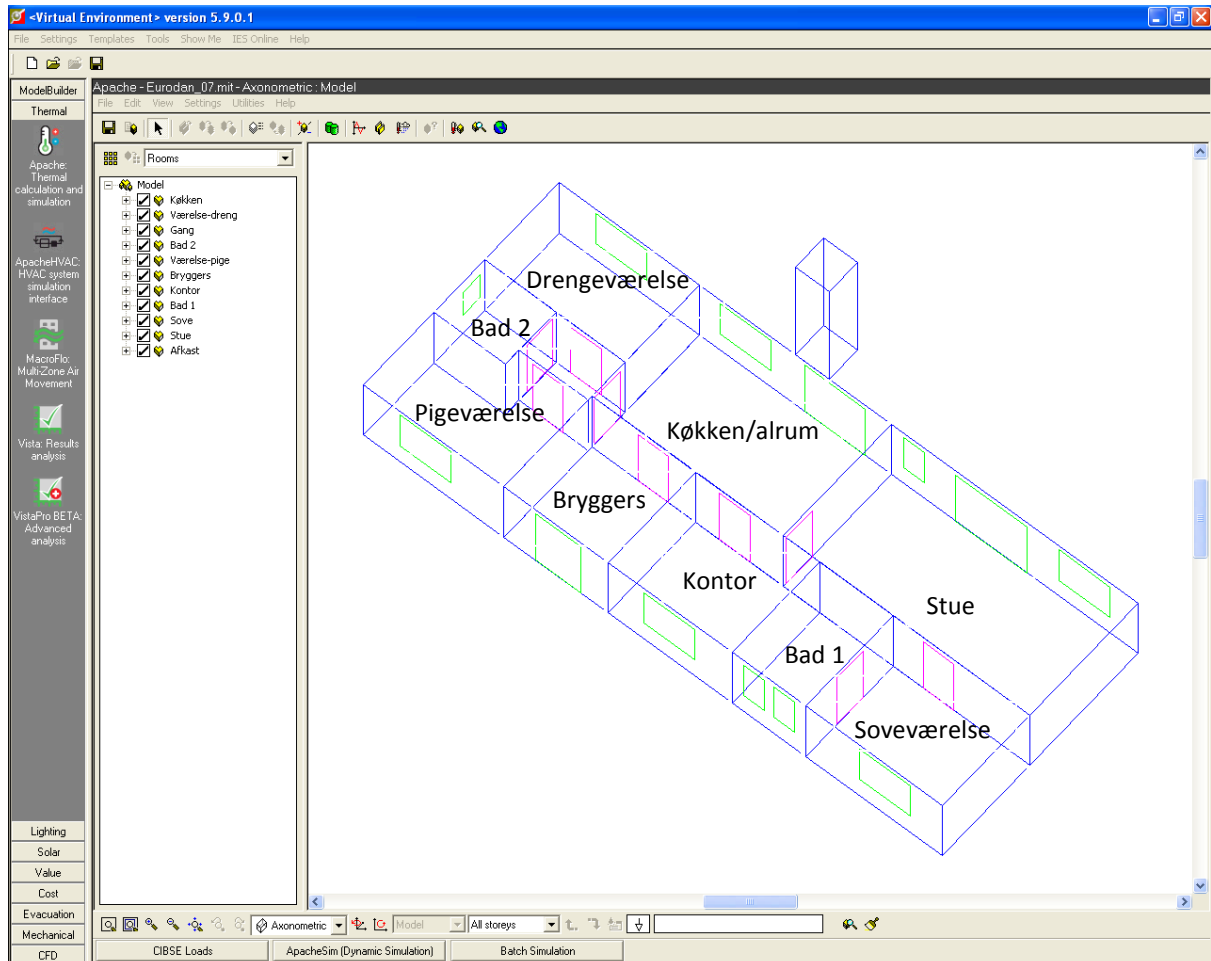 <Virtual Environment> version 5.9.0.1
File Settings Templates Tools Show Me IES Online Help
ModelBuilder
Thermal
Apache:
Thermal
calculation and
simulation
ApacheHVAC:
HVAC system
simulation
interface
MacroFlo:
Multi-Zone Air
Movement
Vista: Results
analysis
VistaPro BETA:
Advanced
analysis
Lighting
Solar
Value
Cost
Evacuation
Mechanical
CFD
Apache - Eurodan_07.mit - Axonometric : Model
File Edit View Settings Utilities Help
Rooms
Model
Køkken
Værelse-dreng
Gang
Bad 2
Værelse-pige
Bryggers
Kontor
Bad 1
Sove
Stue
Afkast
Drengeværelse
Bad 2
Pigeværelse
Køkken/alrum
Bryggers
Kontor
Stue
Bad 1
Soveværelse
Axonometric
Model
All storeys
CIBSE Loads
ApacheSim (Dynamic Simulation)
Batch Simulation